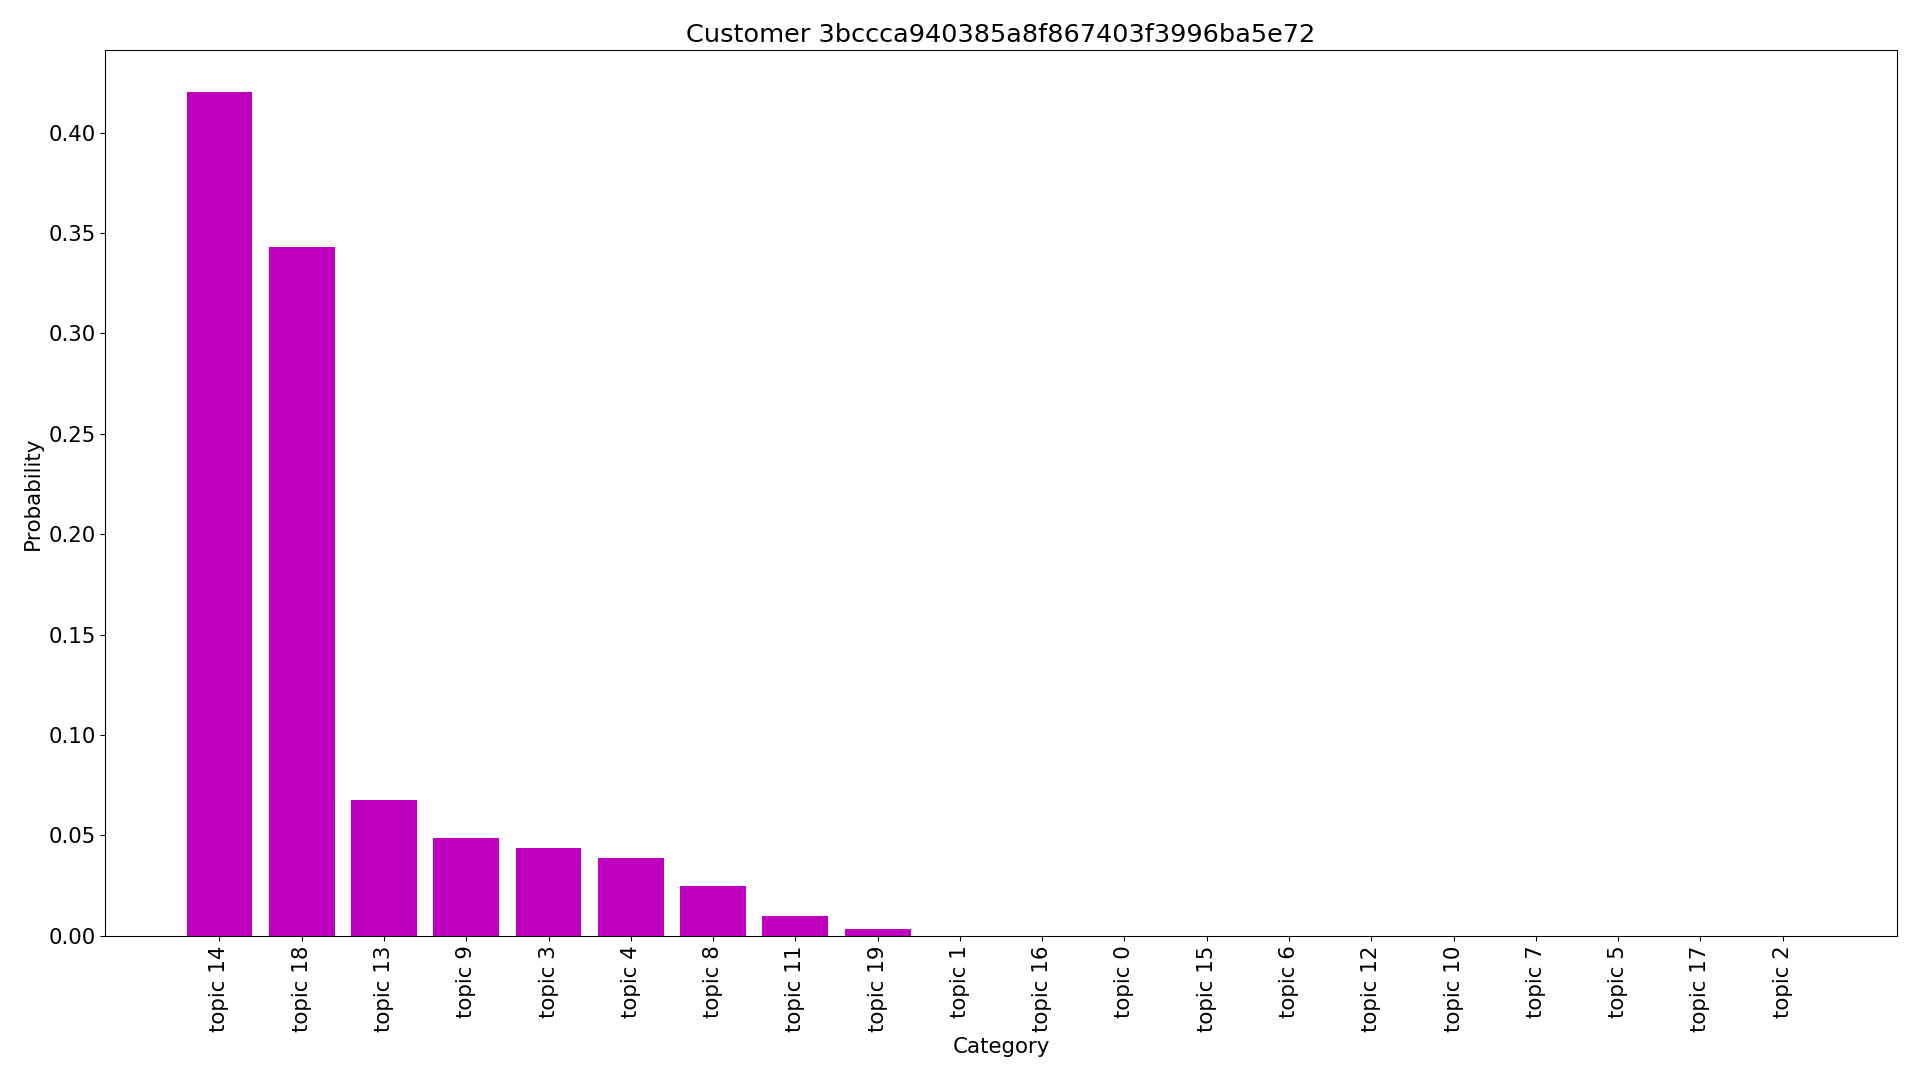 Customer 3bccca940385a8f867403f3996ba5e72
Probability
0.40
0.35
0.30
0.25
0.20
0.15
0.10
0.05
0.00
topic 14
topic 18
topic 13
topic 9
topic 3
topic 4
topic 8
topic 11
topic 19
topic 1
topic 16
topic 0
topic 15
topic 6
topic 12
topic 10
topic 7
topic 5
topic 17
topic 2
Category